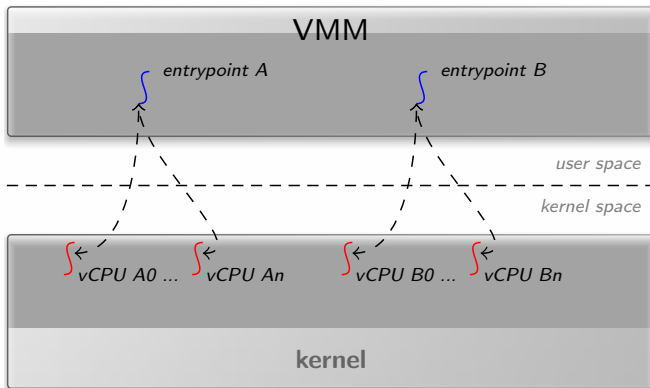 VMM
entrypoint A
entrypoint B
user space
kernel space
vCPU A0 ...
vCPU An
vCPU B0 ...
vCPU Bn
kernel